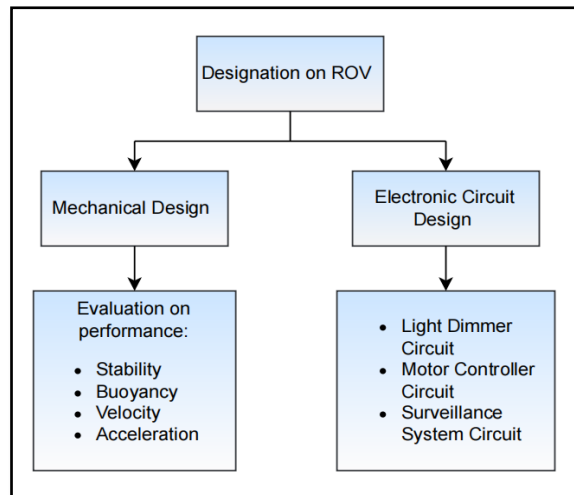 Designation on ROV
Mechanical Design
Electronic Circuit
Design
Evaluation on
performance:
• Stability
• Buoyancy
• Velocity
• Acceleration
• Light Dimmer
Circuit
• Motor Controller
Circuit
• Surveillance
System Circuit